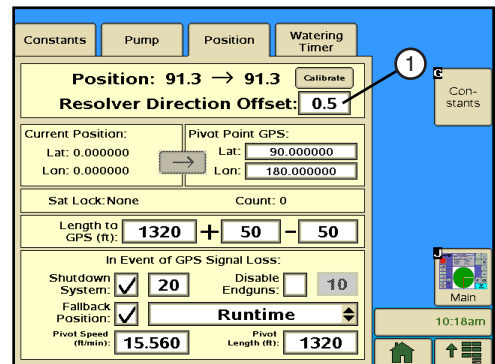 Constants Pump Position Watering Timer
1
Position: 91.3 → 91.3 Calibrate
Resolver Direction Offset: 0.5
G
Con-
stants
Current Position: Pivot Point GPS:
Lat: 0.000000 → Lat: 90.000000
Lon: 0.000000 Lon: 180.000000
Sat Lock: None Count: 0
Length to GPS (ft): 1320 + 50 - 50
In Event of GPS Signal Loss:
Shutdown System: 20 Disable Endguns: 10
Fallback Position: Runtime
Pivot Speed (ft/min): 15.560 Pivot Length (ft): 1320
J
Main
10:18am